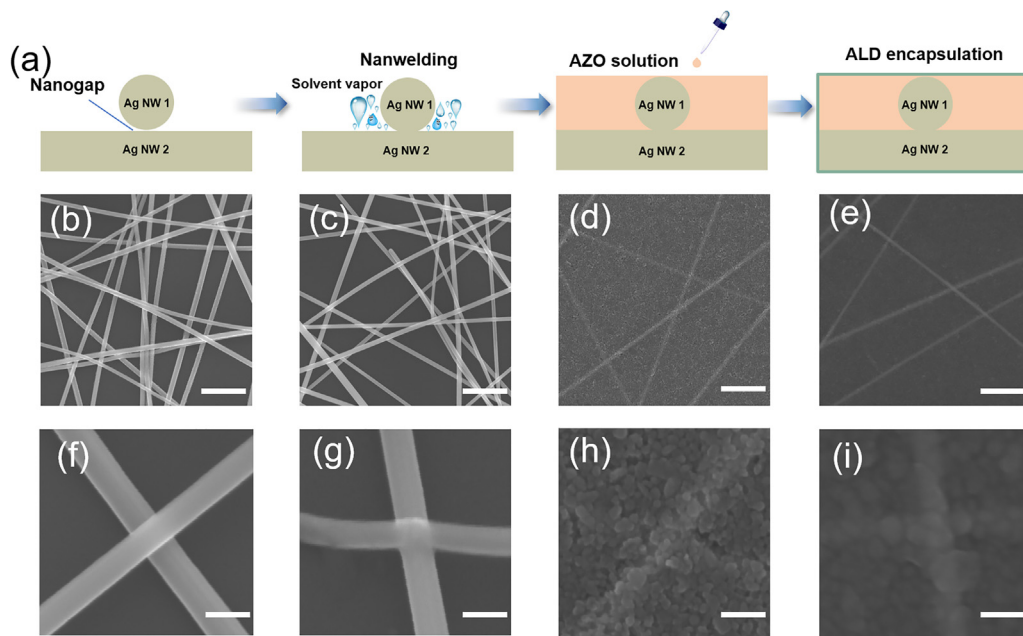 (a)
Nanogap
Ag NW 1
Ag NW 2
Nanwelding
Solvent vapor
Ag NW 1
Ag NW 2
AZO solution
Ag NW 1
Ag NW 2
ALD encapsulation
Ag NW 1
Ag NW 2
(b)
(c)
(d)
(e)
(f)
(g)
(h)
(i)